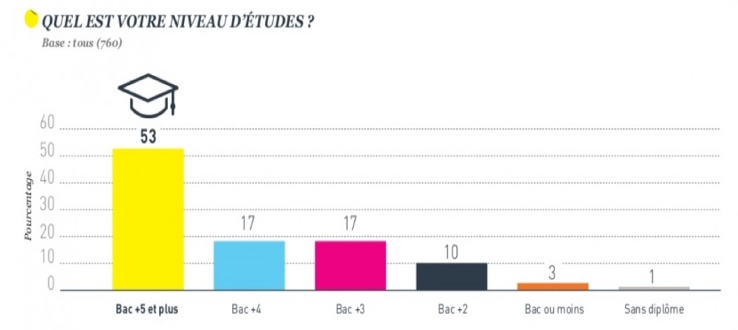 QUEL EST VOTRE NIVEAU D'ÉTUDES ?
Base : tous (760)
Pourcentage
60
50
40
30
20
10
0
53
17
17
10
3
1
Bac +5 et plus
Bac +4
Bac +3
Bac +2
Bac ou moins
Sans diplôme